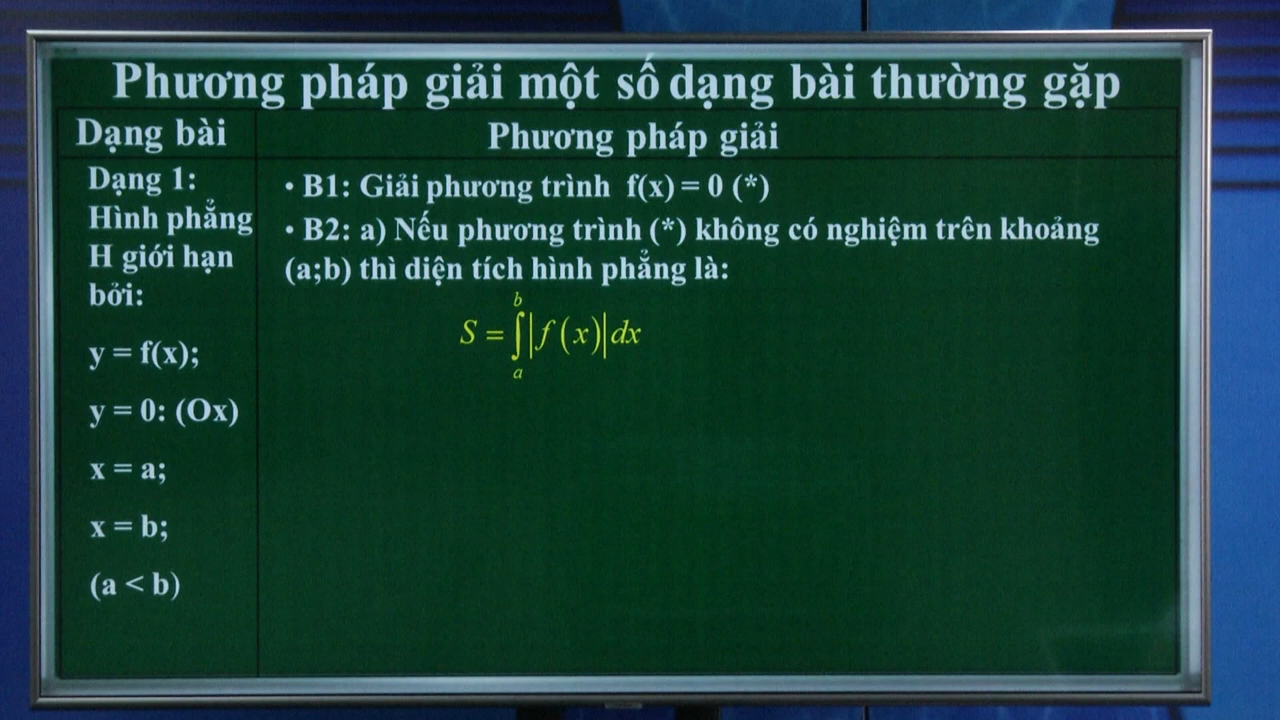 Phương pháp giải một số dạng bài thường gặp
Dạng bài
Phương pháp giải
Dạng 1:
Hình phẳng
H giới hạn
bởi:
y = f(x);
y = 0: (Ox)
x = a;
x = b;
(a < b)
• B1: Giải phương trình f(x) = 0 (*)
• B2: a) Nếu phương trình (*) không có nghiệm trên khoảng
(a;b) thì diện tích hình phẳng là:
S = ∫_a^b |f(x)|dx